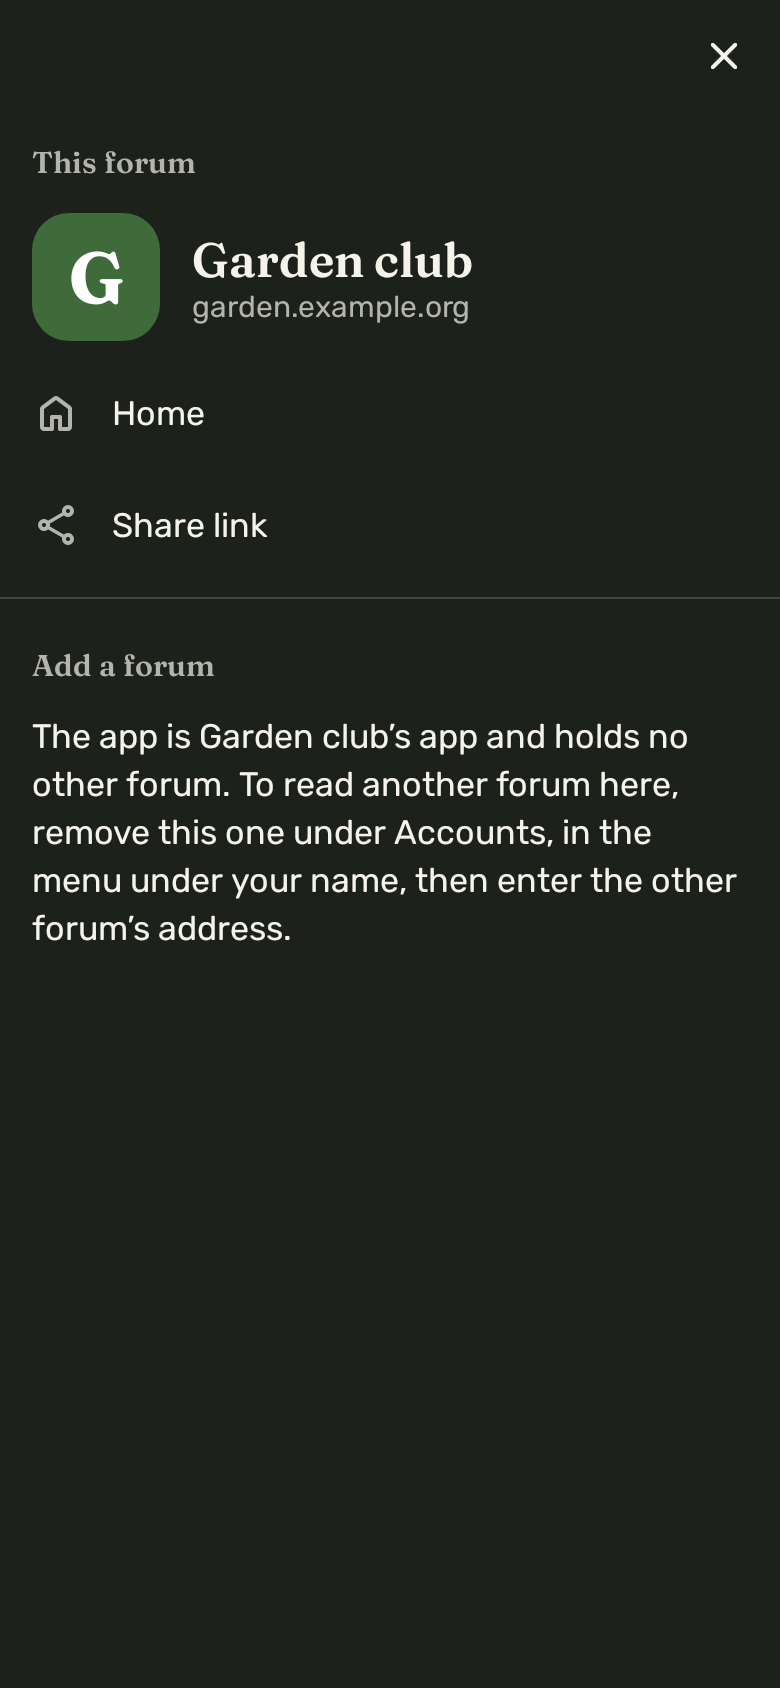 This forum
G
Garden club
garden.example.org
Home
Share link
Add a forum
The app is Garden club’s app and holds no
other forum. To read another forum here,
remove this one under Accounts, in the
menu under your name, then enter the other
forum’s address.